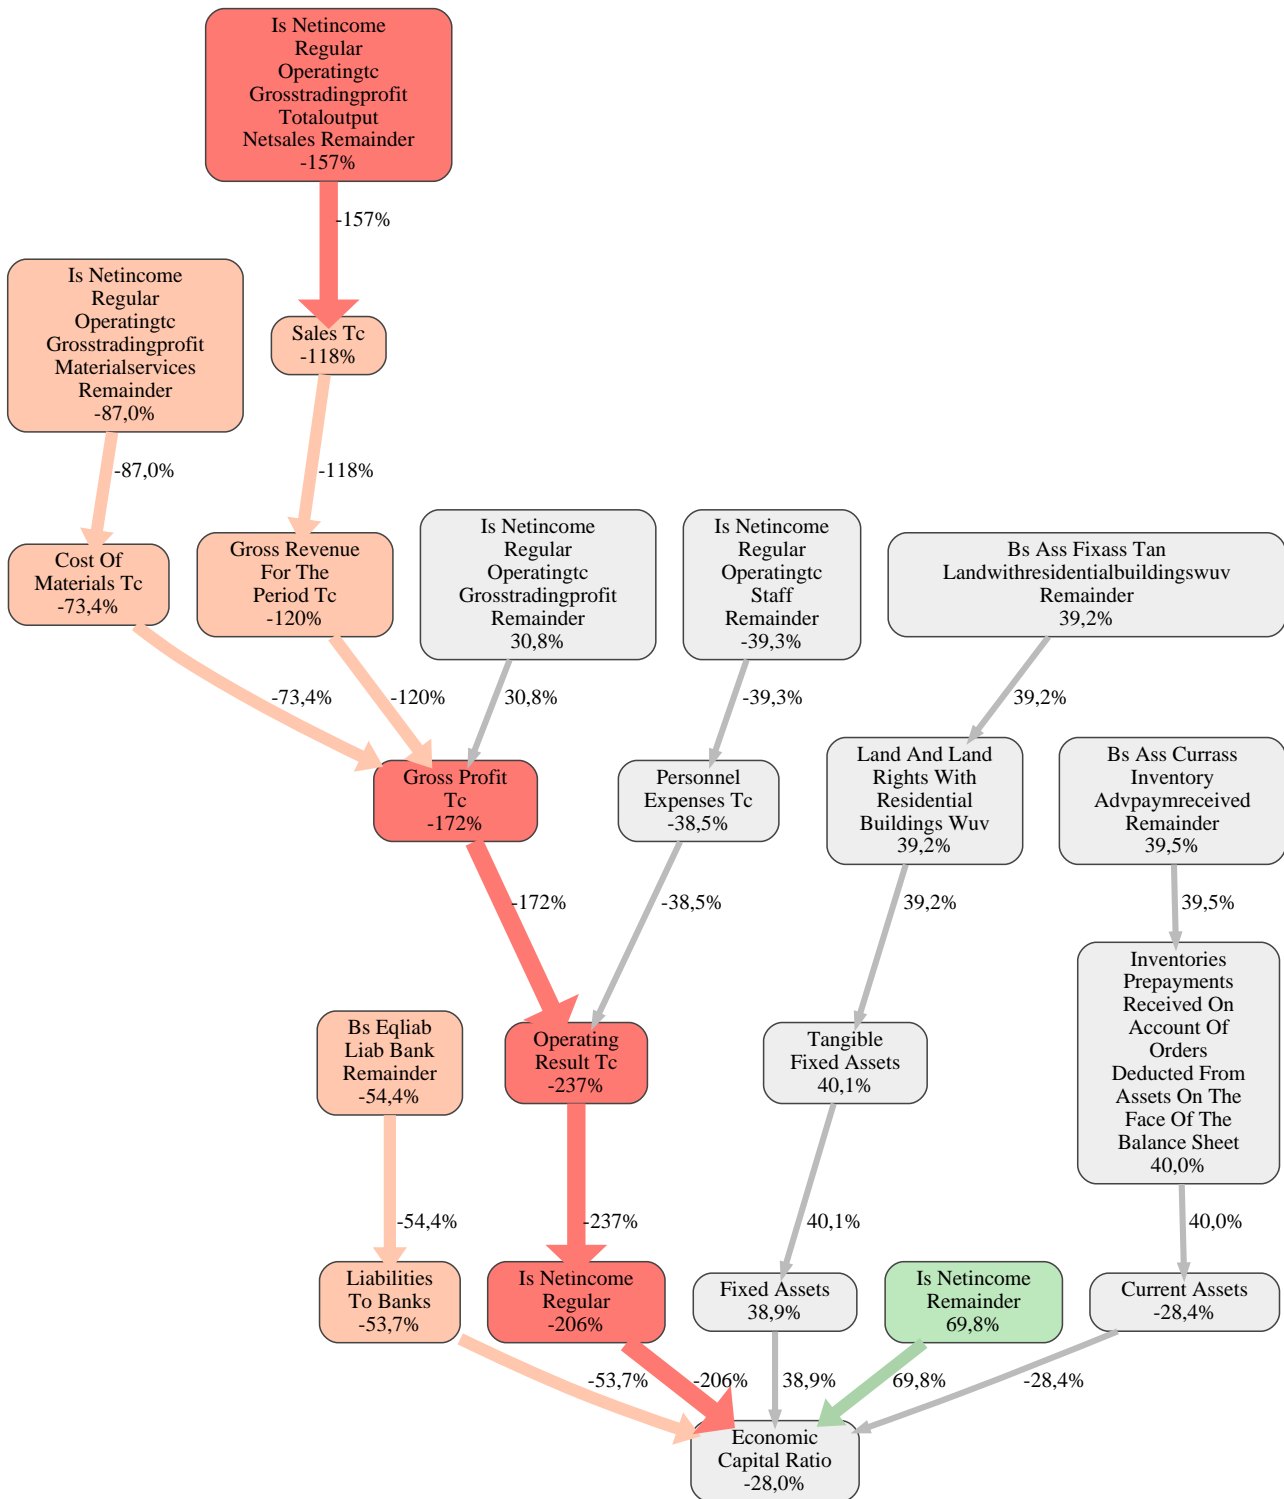 Is Netincome
Regular
Operatingtc
Grosstradingprofit
Totaloutput
Netsales Remainder
-157%
-157%
Is Netincome
Regular
Operatingtc
Grosstradingprofit
Materialservices
Remainder
-87,0%
Sales Tc
-118%
-87,0%
-118%
Cost Of
Materials Tc
-73,4%
Gross Revenue
For The
Period Tc
-120%
Is Netincome
Regular
Operatingtc
Grosstradingprofit
Remainder
30,8%
Is Netincome
Regular
Operatingtc
Staff
Remainder
-39,3%
Bs Ass Fixass Tan
Landwithresidentialbuildingswuv
Remainder
39,2%
-73,4%
-120%
30,8%
-39,3%
39,2%
Gross Profit
Tc
-172%
Personnel
Expenses Tc
-38,5%
Land And Land
Rights With
Residential
Buildings Wuv
39,2%
Bs Ass Currass
Inventory
Advpaymreceived
Remainder
39,5%
-172%
-38,5%
39,2%
39,5%
Bs Eqliab
Liab Bank
Remainder
-54,4%
Operating
Result Tc
-237%
Tangible
Fixed Assets
40,1%
Inventories
Prepayments
Received On
Account Of
Orders
Deducted From
Assets On The
Face Of The
Balance Sheet
40,0%
-54,4%
-237%
40,1%
40,0%
Liabilities
To Banks
-53,7%
Is Netincome
Regular
-206%
Fixed Assets
38,9%
Is Netincome
Remainder
69,8%
Current Assets
-28,4%
-53,7%
-206%
38,9%
69,8%
-28,4%
Economic
Capital Ratio
-28,0%